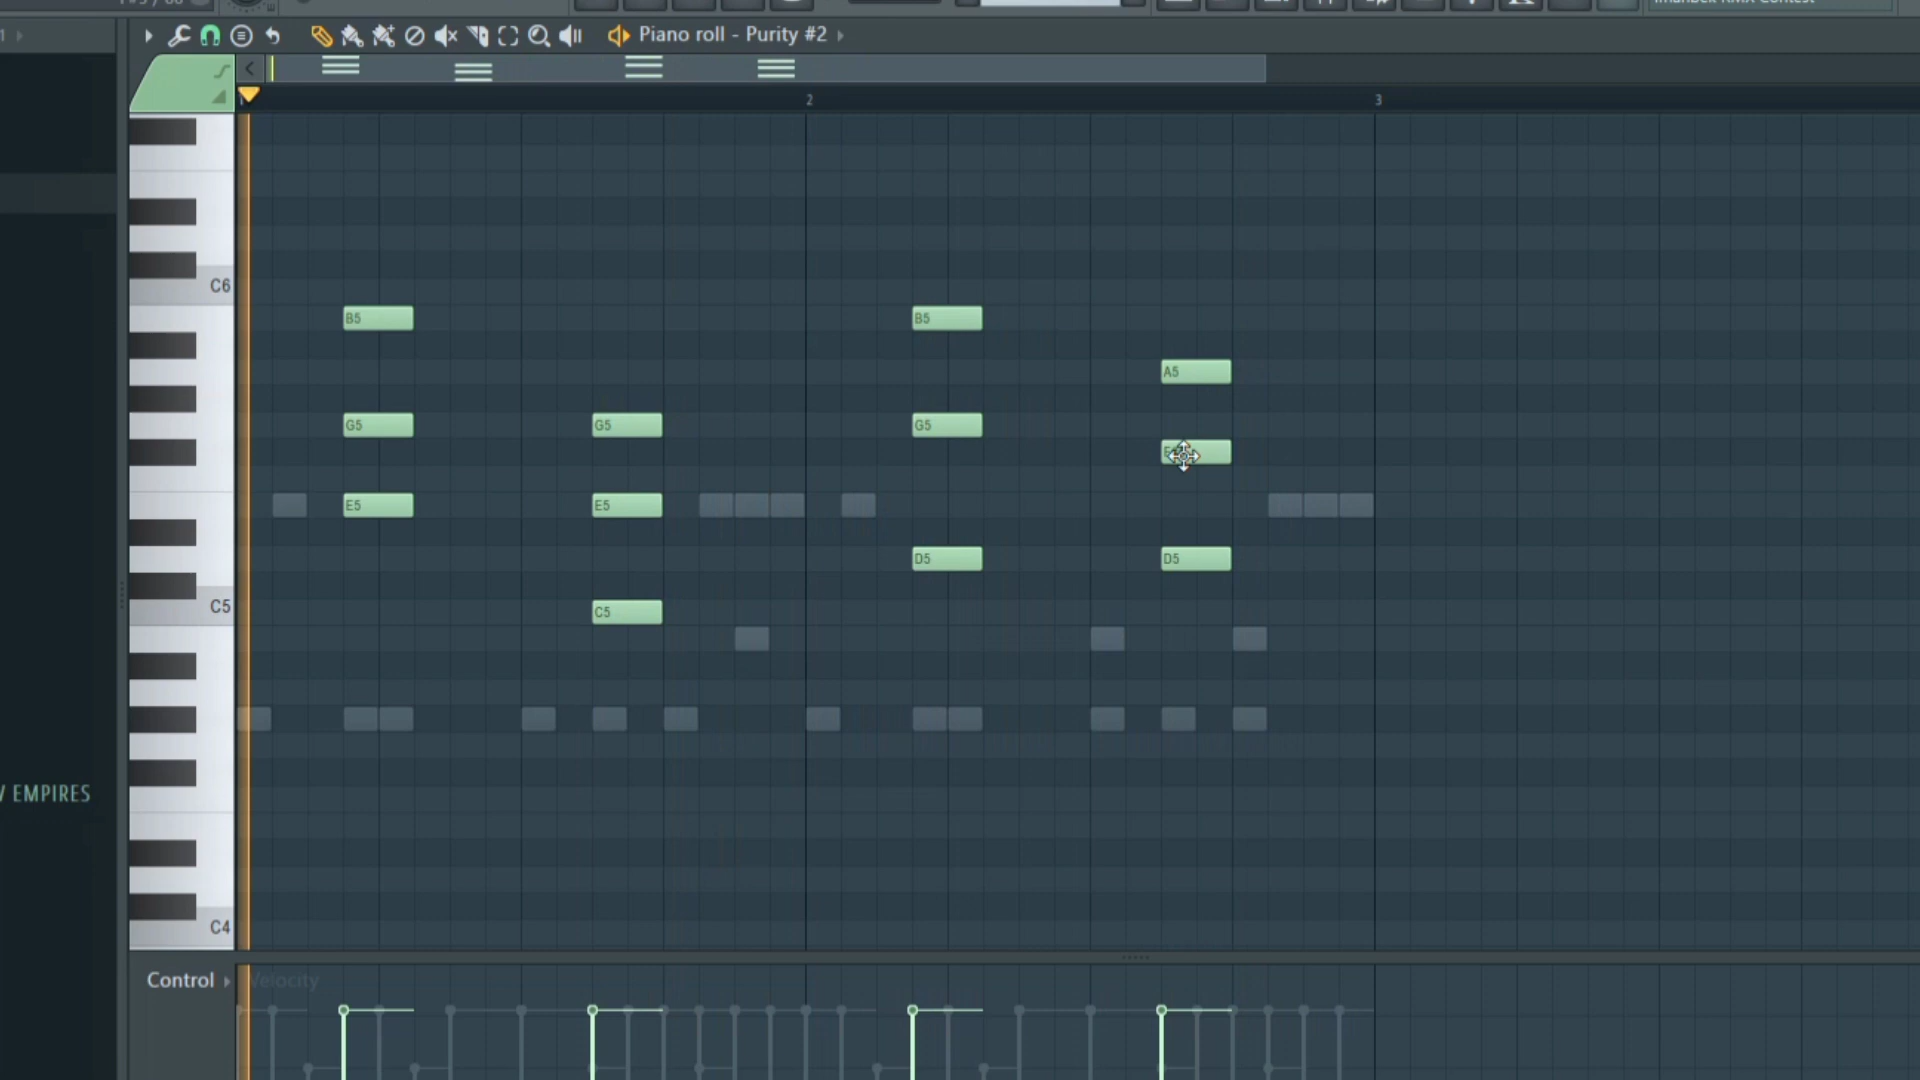 Piano roll - Purity #2
2
3
C6
B5
B5
A5
G5
G5
G5
E5
E5
D5
D5
C5
C5
V EMPIRES
C4
Control
Velocity